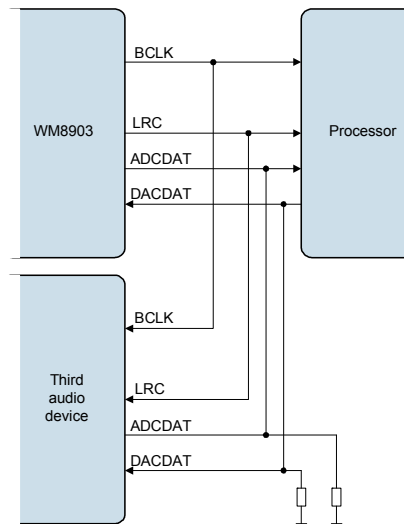 BCLK
WM8903
LRC
Processor
ADCDAT
DACDAT
BCLK
Third
audio
device
LRC
ADCDAT
DACDAT